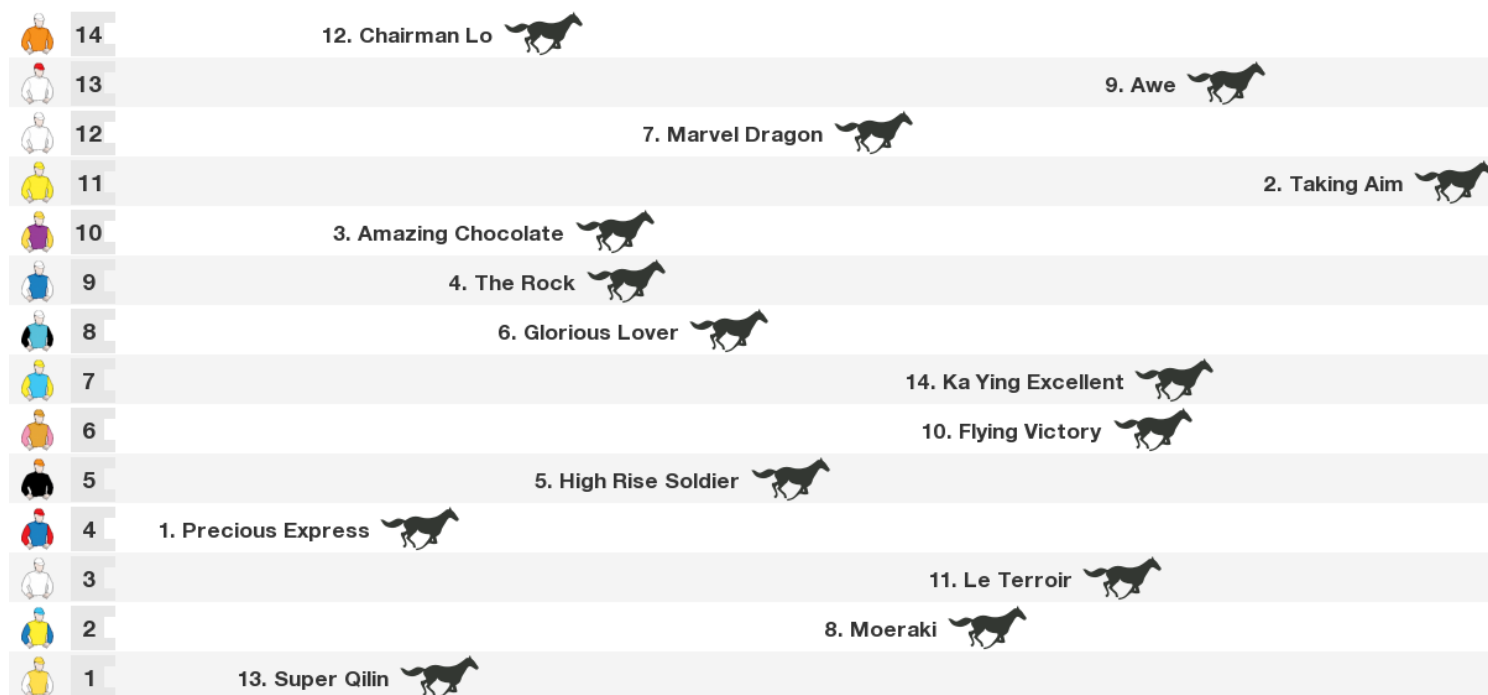 14 12. Chairman Lo
13 9. Awe
12 7. Marvel Dragon
11 2. Taking Aim
10 3. Amazing Chocolate
9 4. The Rock
8 6. Glorious Lover
7 14. Ka Ying Excellent
6 10. Flying Victory
5 5. High Rise Soldier
4 1. Precious Express
3 11. Le Terroir
2 8. Moeraki
1 13. Super Qilin